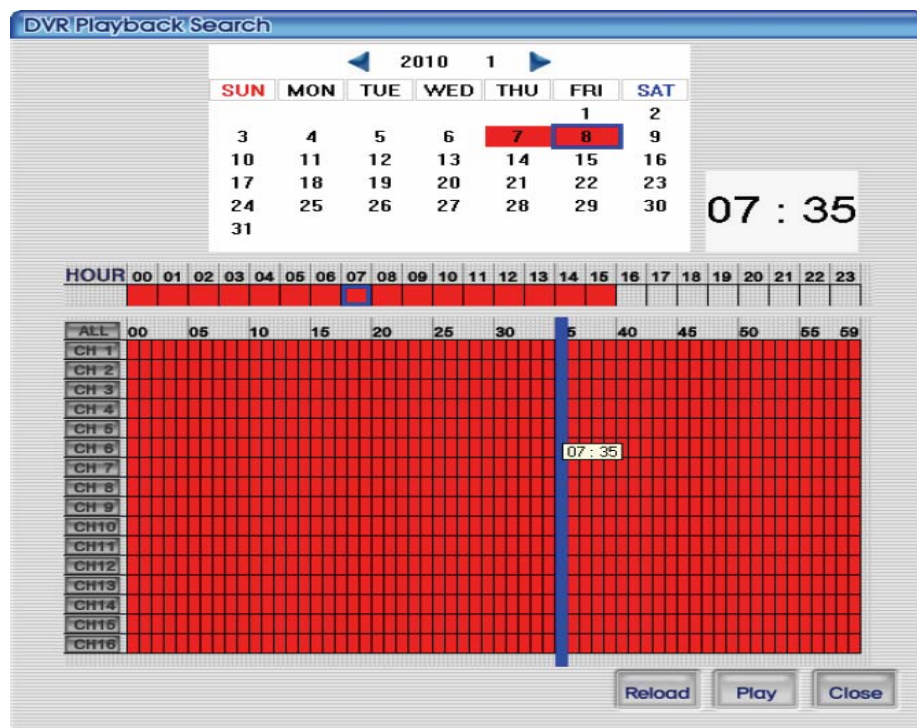 DVR Playback Search
2010 1
SUN MON TUE WED THU FRI SAT
1 2
3 4 5 6 7 8 9
10 11 12 13 14 15 16
17 18 19 20 21 22 23
24 25 26 27 28 29 30
31
07 : 35
HOUR 00 01 02 03 04 05 06 07 08 09 10 11 12 13 14 15 16 17 18 19 20 21 22 23
ALL 00 05 10 15 20 25 30 5 40 45 50 55 59
CH 1
CH 2
CH 3
CH 4
CH 5
CH 6
07 : 35
CH 7
CH 8
CH 9
CH10
CH11
CH12
CH13
CH14
CH15
CH16
Reload Play Close